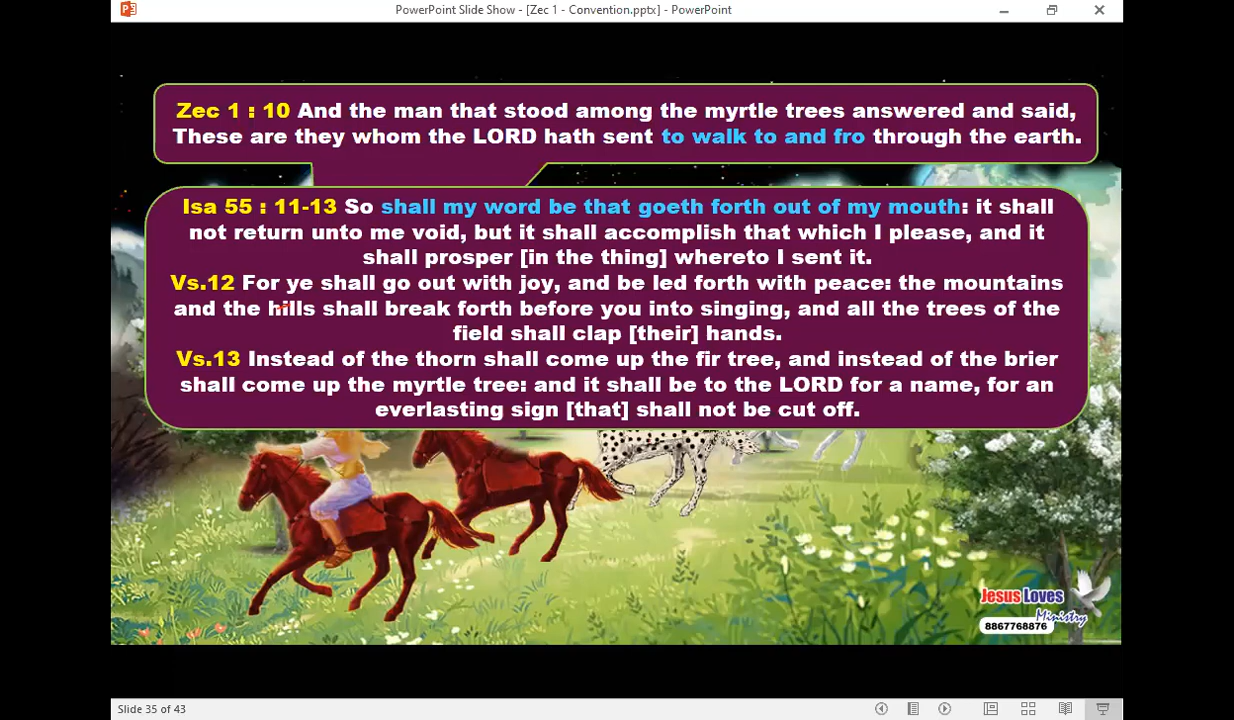 PowerPoint Slide Show - [Zec 1 - Convention.pptx] - PowerPoint
Zec 1 : 10 And the man that stood among the myrtle trees answered and said,
These are they whom the LORD hath sent to walk to and fro through the earth.
Isa 55 : 11-13 So shall my word be that goeth forth out of my mouth: it shall
not return unto me void, but it shall accomplish that which I please, and it
shall prosper [in the thing] whereto I sent it.
Vs.12 For ye shall go out with joy, and be led forth with peace: the mountains
and the hills shall break forth before you into singing, and all the trees of the
field shall clap [their] hands.
Vs.13 Instead of the thorn shall come up the fir tree, and instead of the brier
shall come up the myrtle tree: and it shall be to the LORD for a name, for an
everlasting sign [that] shall not be cut off.
Jesus Loves
Ministry
8867768876
Slide 35 of 43